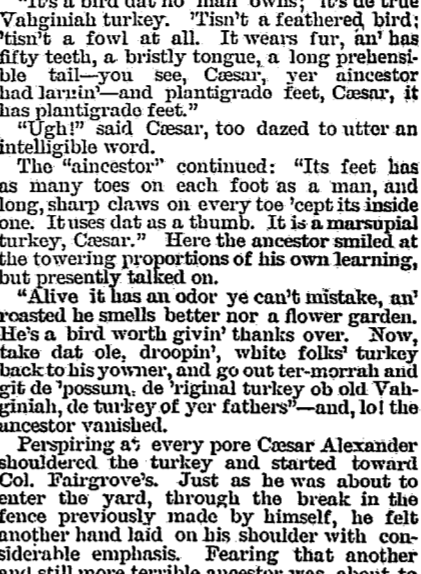 "It's a bird dat no man owns; it's de true
Vahginiah turkey. 'Tisn't a feathered bird;
'tisn't a fowl at all. It wears fur, an' has
fifty teeth, a bristly tongue, a long prehensi-
ble tail—you see, Cæsar, yer aincestor
had larnin'—and plantigrade feet, Cæsar, it
has plantigrade feet."
"Ugh!" said Cæsar, too dazed to utter an
intelligible word.
The "aincestor" continued: "Its feet has
as many toes on each foot as a man, and
long, sharp claws on every toe 'cept its inside
one. It uses dat as a thumb. It is a marsupial
turkey, Cæsar." Here the ancestor smiled at
the towering proportions of his own learning,
but presently talked on.
"Alive it has an odor ye can't mistake, an'
roasted he smells better nor a flower garden.
He's a bird worth givin' thanks over. Now,
take dat ole, droopin', white folks' turkey
back to his yowner, and go out ter-morrah and
git de 'possum, de 'riginal turkey ob old Vah-
giniah, de turkey of yer fathers"—and, lo! the
ancestor vanished.
Perspiring at every pore Cæsar Alexander
shouldered the turkey and started toward
Col. Fairgrove's. Just as he was about to
enter the yard, through the break in the
fence previously made by himself, he felt
another hand laid on his shoulder with con-
siderable emphasis. Fearing that another
and still more terrible ancestor was about to